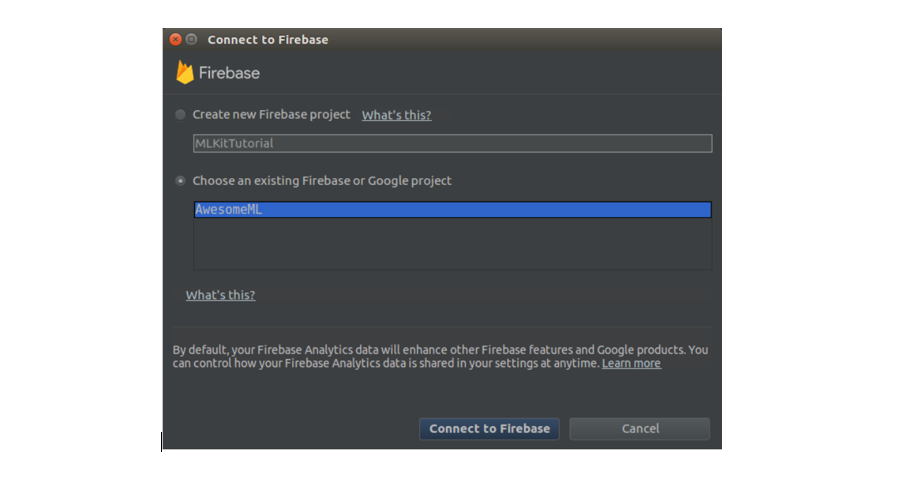 Connect to Firebase
Firebase
Create new Firebase project What's this?
MLKitTutorial
Choose an existing Firebase or Google project
AwesomeML
What's this?
By default, your Firebase Analytics data will enhance other Firebase features and Google products. You
can control how your Firebase Analytics data is shared in your settings at anytime. Learn more
Connect to Firebase Cancel